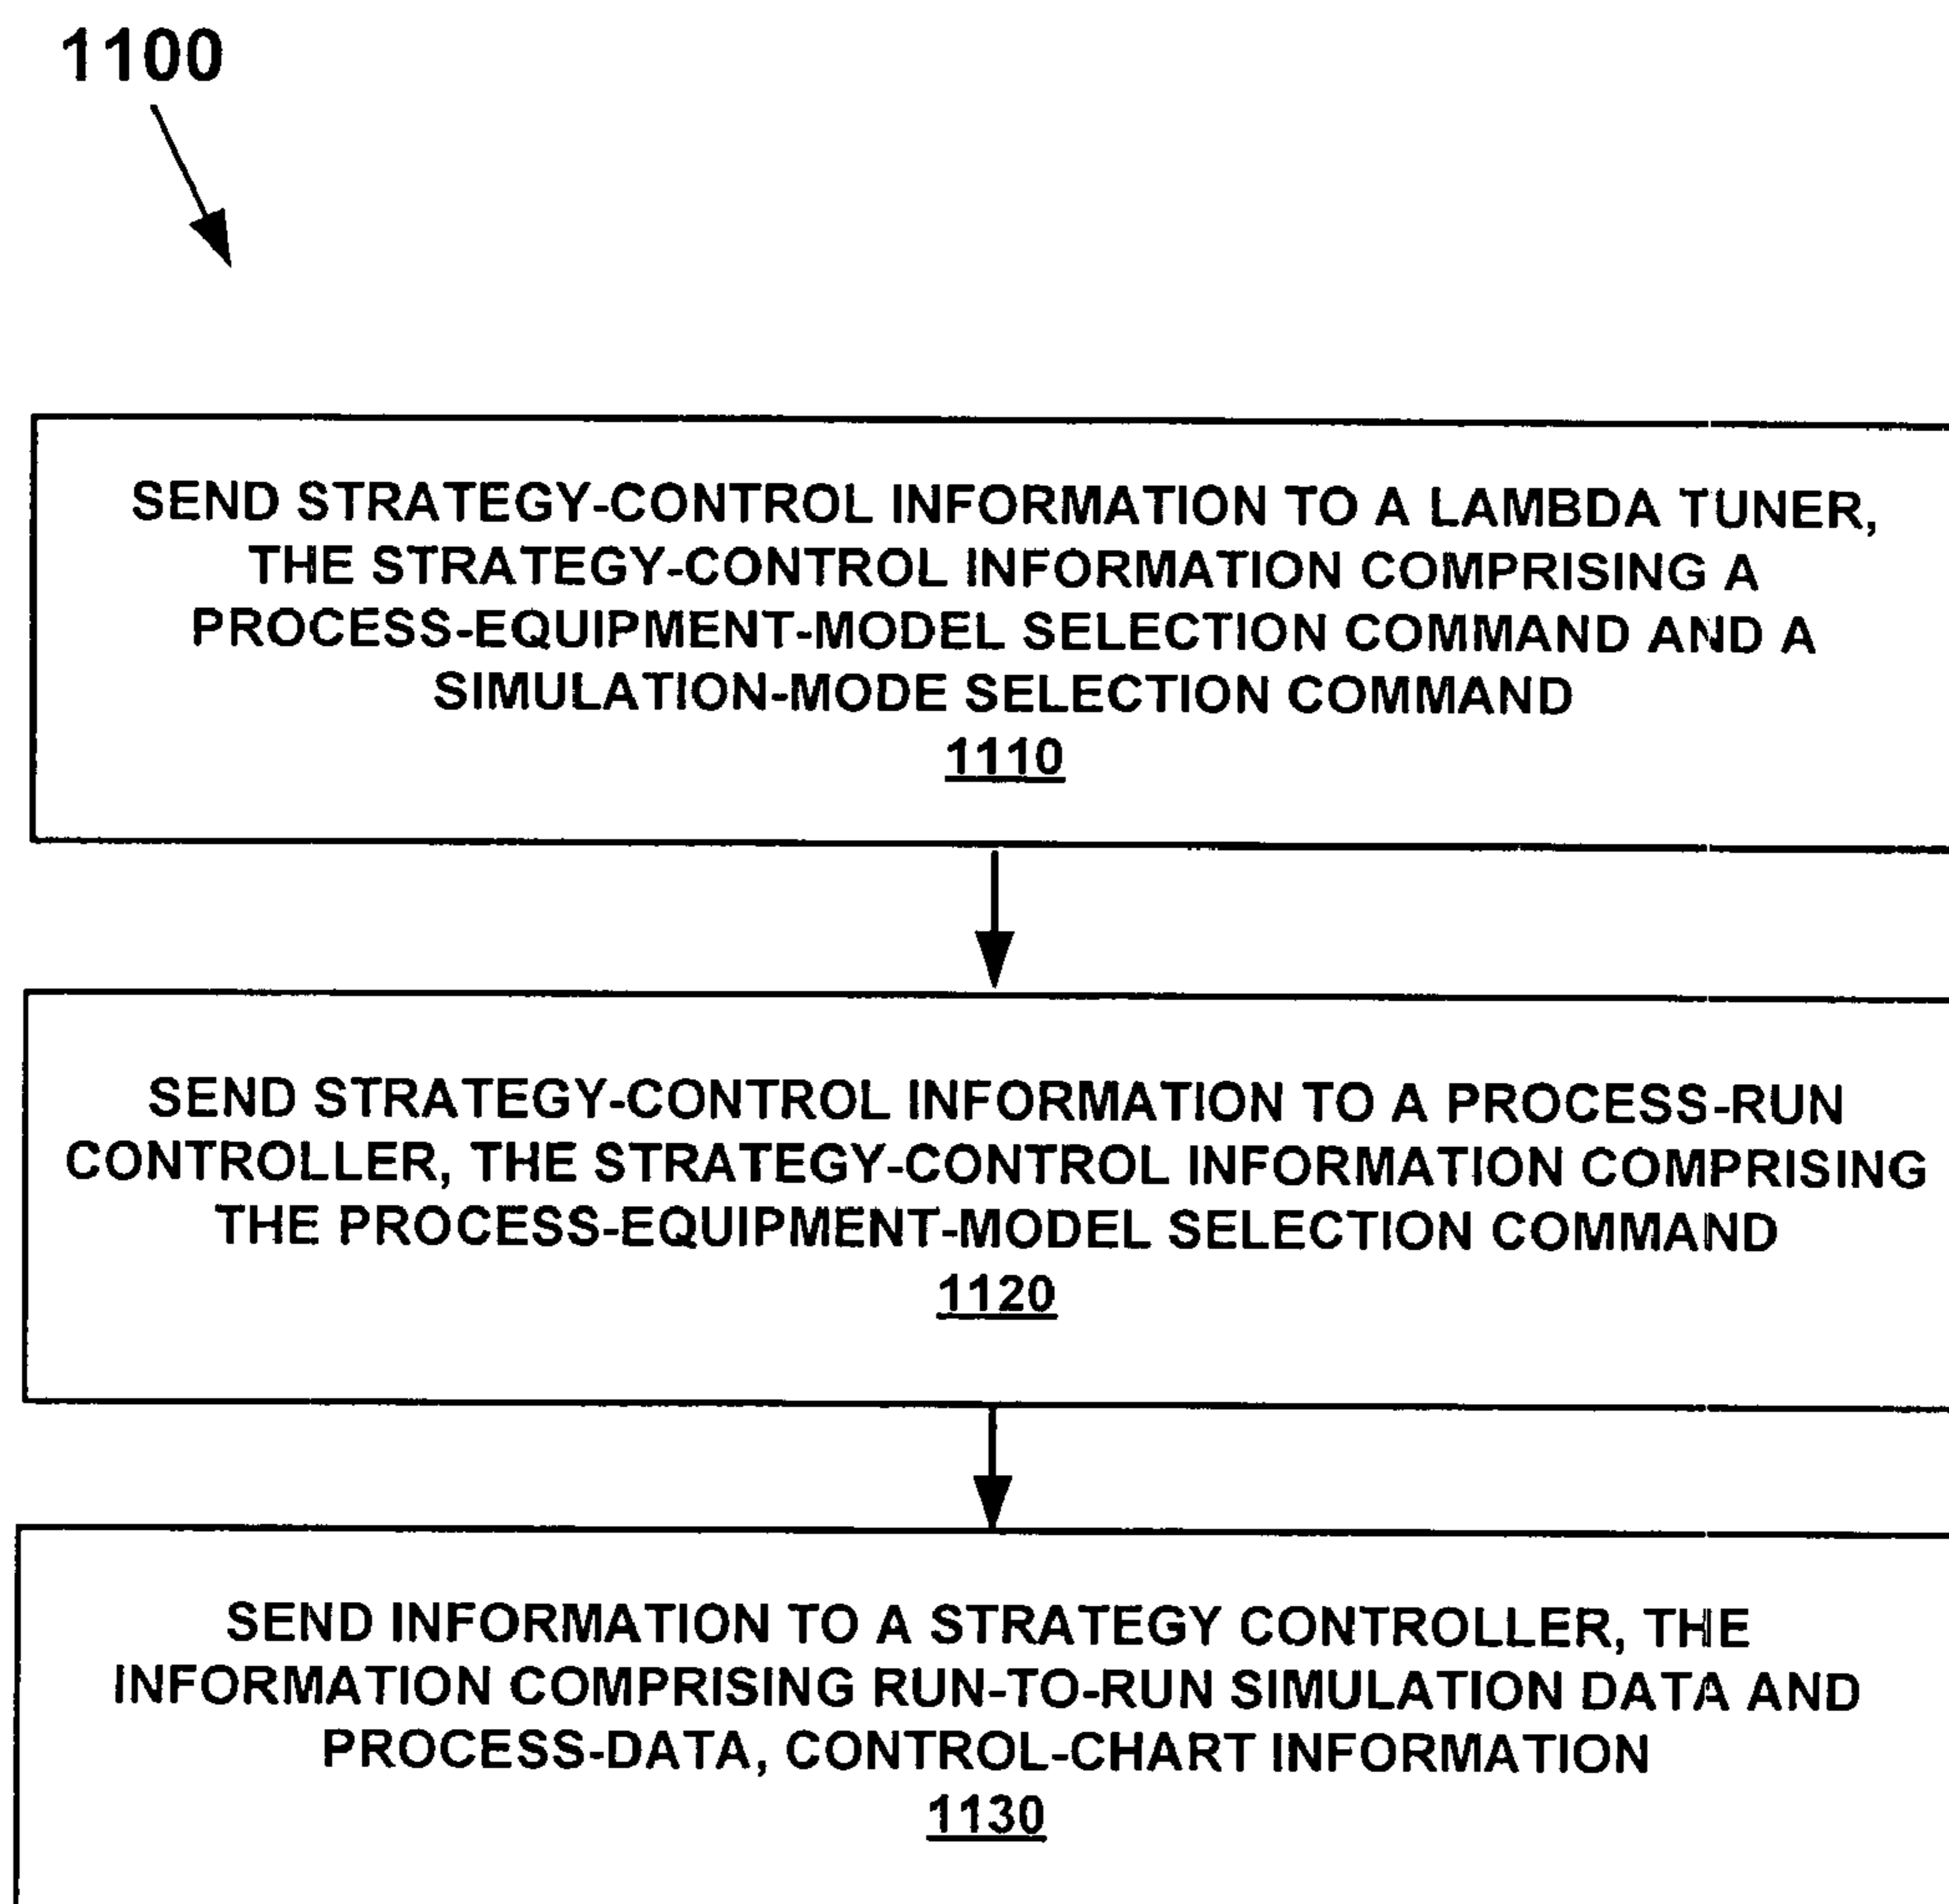 1100
SEND STRATEGY-CONTROL INFORMATION TO A LAMBDA TUNER,
THE STRATEGY-CONTROL INFORMATION COMPRISING A
PROCESS-EQUIPMENT-MODEL SELECTION COMMAND AND A
SIMULATION-MODE SELECTION COMMAND
1110
SEND STRATEGY-CONTROL INFORMATION TO A PROCESS-RUN
CONTROLLER, THE STRATEGY-CONTROL INFORMATION COMPRISING
THE PROCESS-EQUIPMENT-MODEL SELECTION COMMAND
1120
SEND INFORMATION TO A STRATEGY CONTROLLER, THE
INFORMATION COMPRISING RUN-TO-RUN SIMULATION DATA AND
PROCESS-DATA, CONTROL-CHART INFORMATION
1130